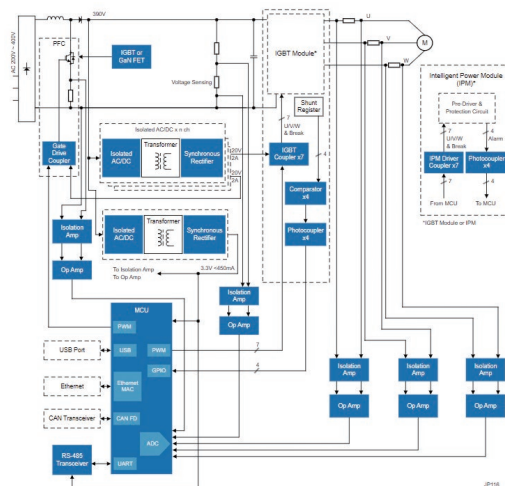 390V
U
V
W
M
AC 200V ~ 400V
PFC
IGBT or
GaN FET
Voltage Sensing
IGBT Module*
Shunt
Register
7
U/V/W
& Break
4
Intelligent Power Module
(IPM)*
Pre-Driver &
Protection Circuit
7
U/V/W
& Break
4
Alarm
IPM Driver
Coupler x7
Photocoupler
x4
7
4
From MCU
To MCU
*IGBT Module or IPM
Isolated AC/DC x n ch
Isolated
AC/DC
Transformer
Synchronous
Rectifier
20V
/2A
20V
/2A
Gate
Drive
Coupler
IGBT
Coupler x7
Comparator
x4
Photocoupler
x4
Isolated
AC/DC
Transformer
Synchronous
Rectifier
Isolation
Amp
Op Amp
To Isolation Amp
To Op Amp
3.3V ×450mA
Isolation
Amp
Op Amp
MCU
PWM
USB Port
USB
PWM
7
GPIO
4
Ethernet
Ethernet
MAC
CAN Transceiver
CAN FD
ADC
RS-485
Transceiver
UART
Isolation
Amp
Op Amp
Isolation
Amp
Op Amp
Isolation
Amp
Op Amp
JP116